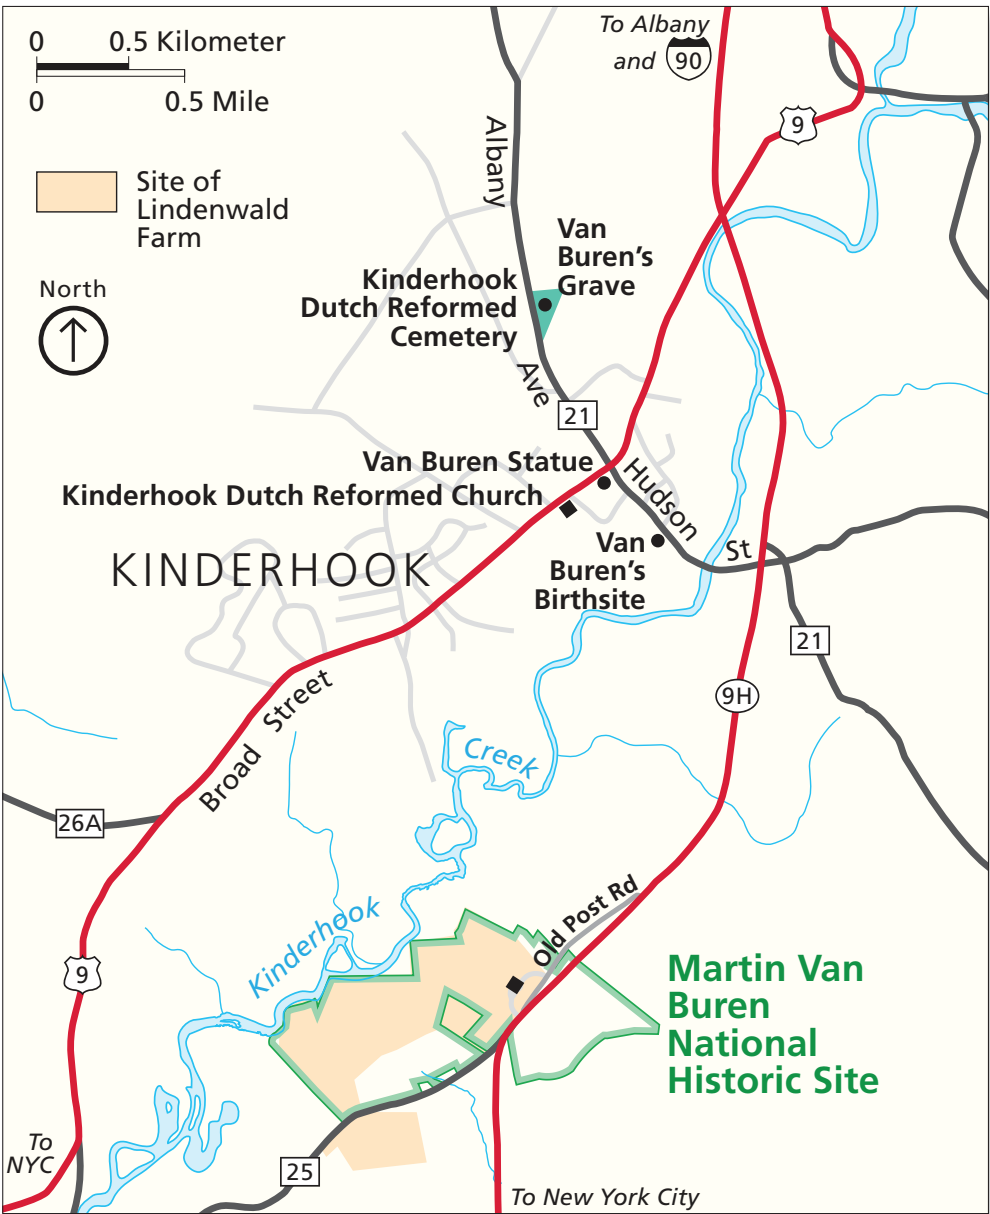 0 0.5 Kilometer
0 0.5 Mile
Site of
Lindenwald
Farm
North
To Albany
and 90
9
Albany
Van
Buren's
Grave
Kinderhook
Dutch Reformed
Cemetery
Ave
21
Van Buren Statue
Kinderhook Dutch Reformed Church
Hudson
St
Van
Buren's
Birthsite
KINDERHOOK
21
9H
Broad Street
Creek
26A
Kinderhook
Old Post Rd
9
Martin Van
Buren
National
Historic Site
To
NYC
25
To New York City